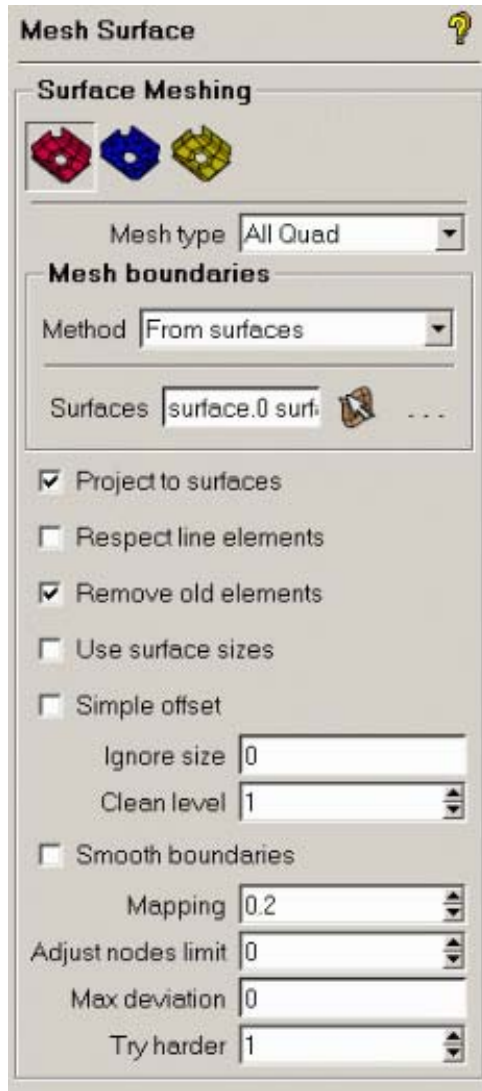 Mesh Surface
Surface Meshing
Mesh type All Quad
Mesh boundaries
Method From surfaces
Surfaces surface.0 surf
...
Project to surfaces
Respect line elements
Remove old elements
Use surface sizes
Simple offset
Ignore size 0
Clean level 1
Smooth boundaries
Mapping 0.2
Adjust nodes limit 0
Max deviation 0
Try harder 1